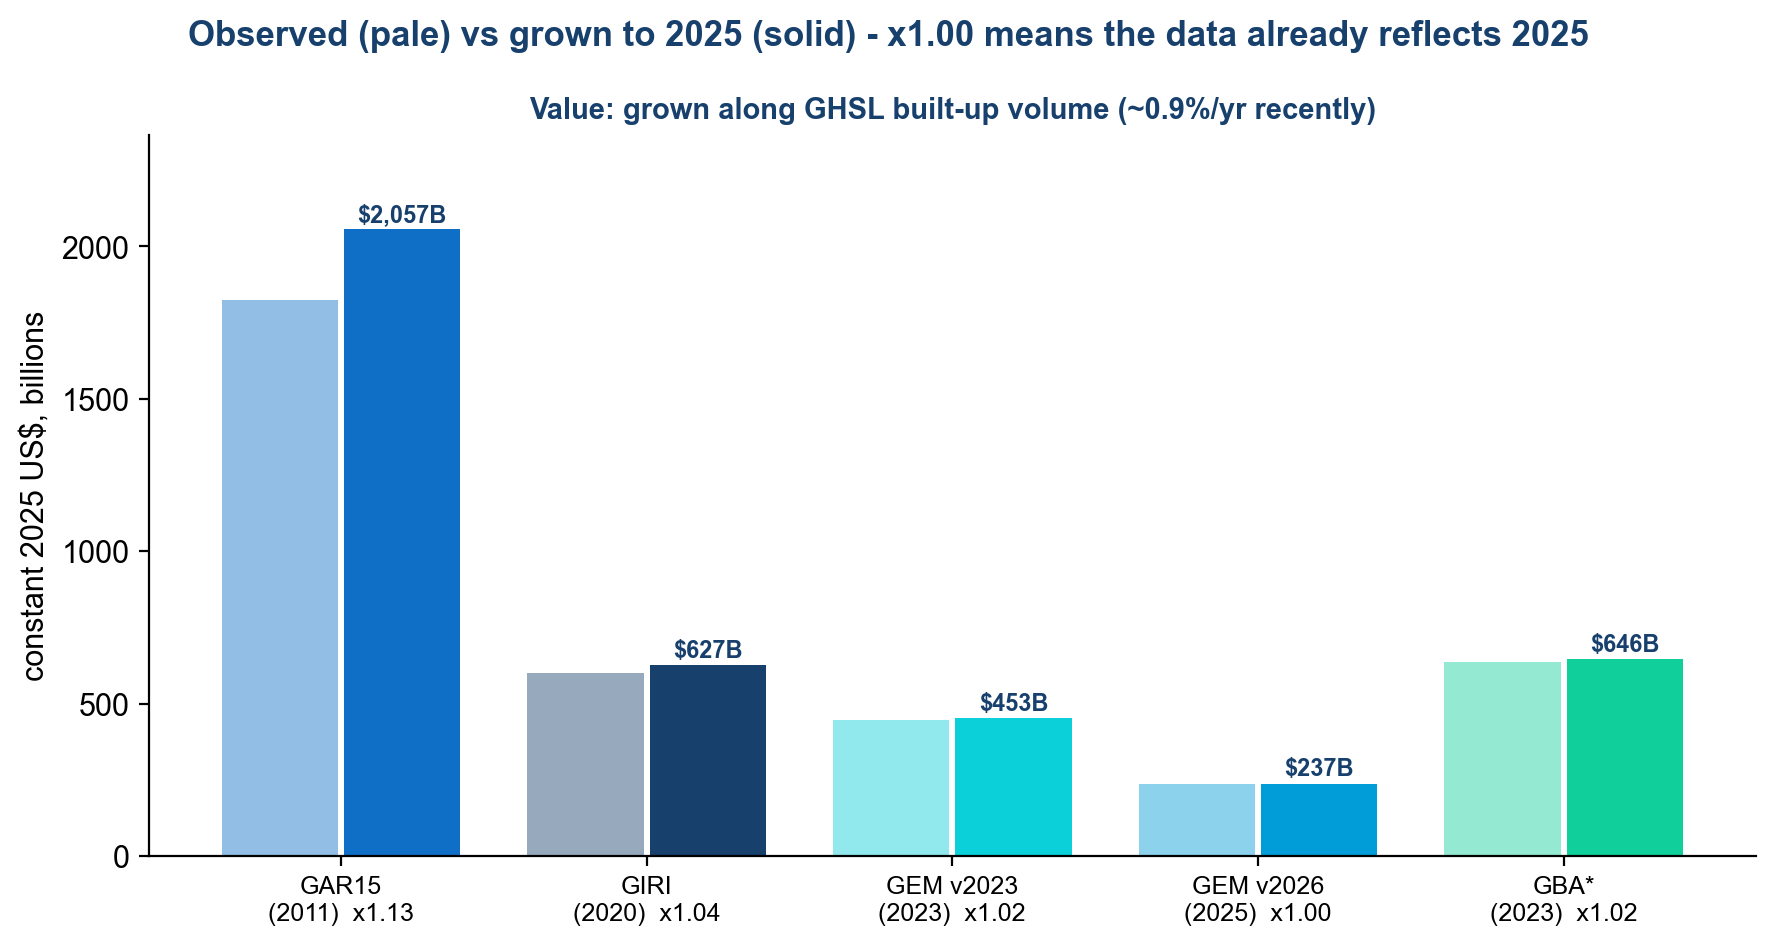 Observed (pale) vs grown to 2025 (solid) - x1.00 means the data already reflects 2025
Value: grown along GHSL built-up volume (~0.9%/yr recently)
constant 2025 US$, billions
2000
1500
1000
500
0
$2,057B
$627B
$453B
$237B
$646B
GAR15
(2011) x1.13
GIRI
(2020) x1.04
GEM v2023
(2023) x1.02
GEM v2026
(2025) x1.00
GBA*
(2023) x1.02